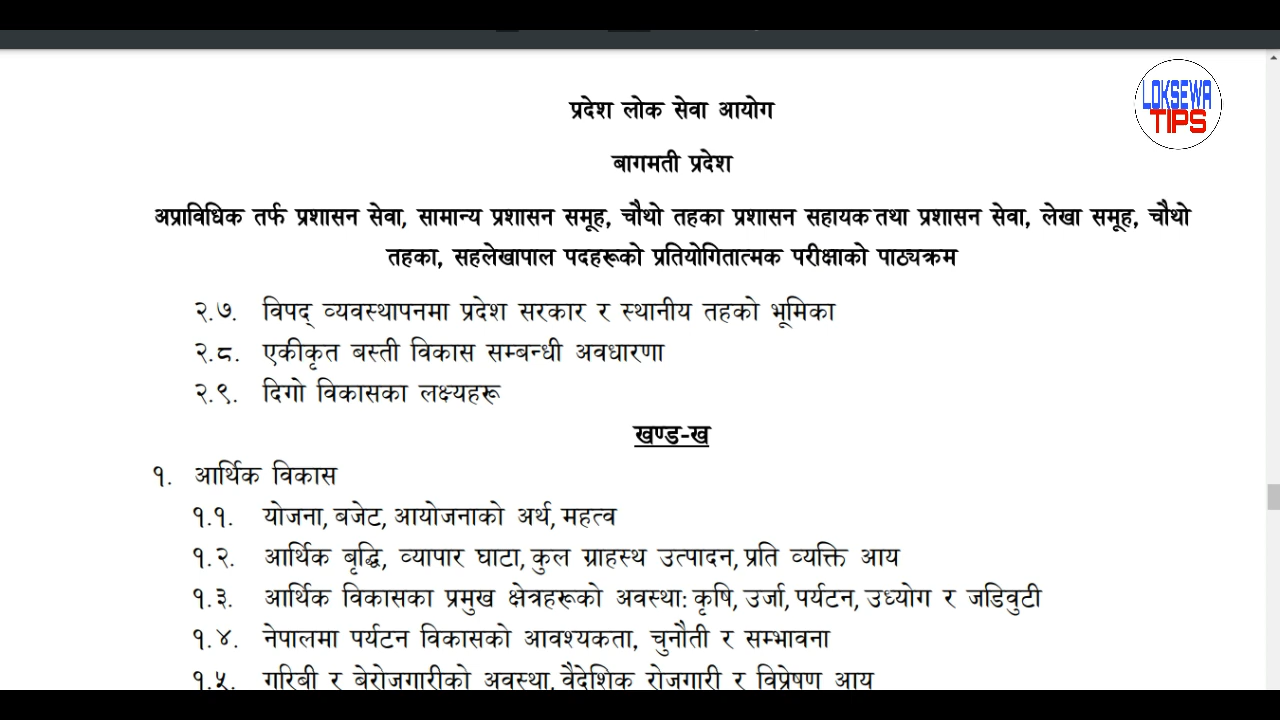 LOKSEWA
TIPS
प्रदेश लोक सेवा आयोग
बागमती प्रदेश
अप्राविधिक तर्फ प्रशासन सेवा, सामान्य प्रशासन समूह, चौथो तहका प्रशासन सहायक तथा प्रशासन सेवा, लेखा समूह, चौथो
तहका, सहलेखापाल पदहरूको प्रतियोगितात्मक परीक्षाको पाठ्यक्रम
२.७. विपद् व्यवस्थापनमा प्रदेश सरकार र स्थानीय तहको भूमिका
२.८. एकीकृत बस्ती विकास सम्बन्धी अवधारणा
२.९. दिगो विकासका लक्ष्यहरू
खण्ड-ख
१. आर्थिक विकास
१.१. योजना, बजेट, आयोजनाको अर्थ, महत्व
१.२. आर्थिक बृद्धि, व्यापार घाटा, कुल ग्राहस्थ उत्पादन, प्रति व्यक्ति आय
१.३. आर्थिक विकासका प्रमुख क्षेत्रहरूको अवस्था: कृषि, उर्जा, पर्यटन, उध्योग र जडिवुटी
१.४. नेपालमा पर्यटन विकासको आवश्यकता, चुनौती र सम्भावना
१.५. गरिबी र बेरोजगारीको अवस्था, वैदेशिक रोजगारी र विप्रेषण आय